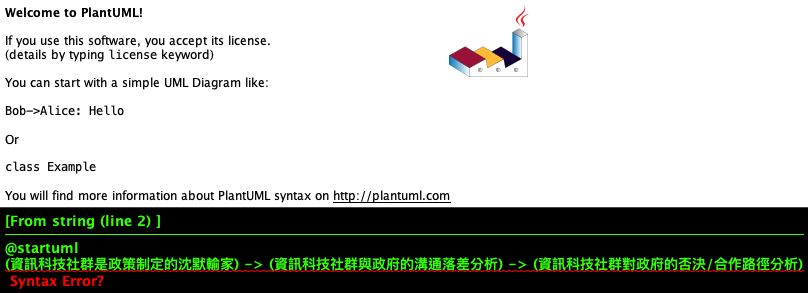 Welcome to PlantUML!
If you use this software, you accept its license.
(details by typing license keyword)
You can start with a simple UML Diagram like:
Bob->Alice: Hello
Or
class Example
You will find more information about PlantUML syntax on http://plantuml.com
[From string (line 2) ]
@startuml
(資訊科技社群是政策制定的沈默輸家) -> (資訊科技社群與政府的溝通落差分析) -> (資訊科技社群對政府的否決/合作路徑分析)
Syntax Error?